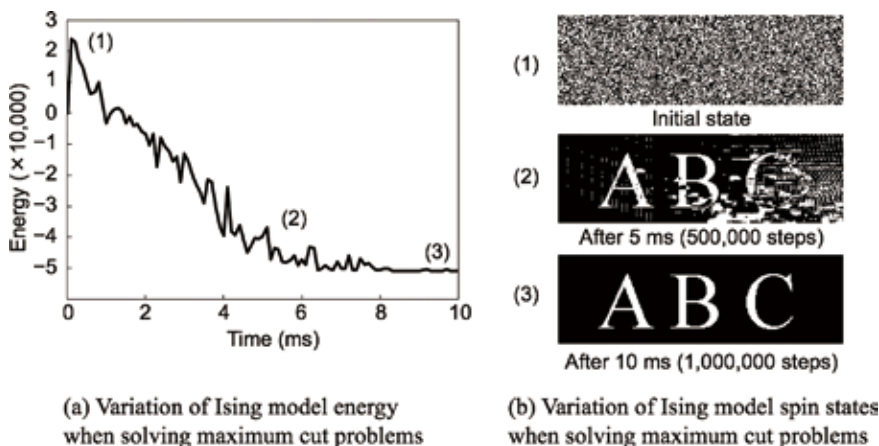 3
2
1
0
−1
−2
−3
−4
−5
Energy (×10,000)
(1)
(2)
(3)
0 2 4 6 8 10
Time (ms)
(a) Variation of Ising model energy
when solving maximum cut problems
(1)
Initial state
(2)
A B C
After 5 ms (500,000 steps)
(3)
A B C
After 10 ms (1,000,000 steps)
(b) Variation of Ising model spin states
when solving maximum cut problems